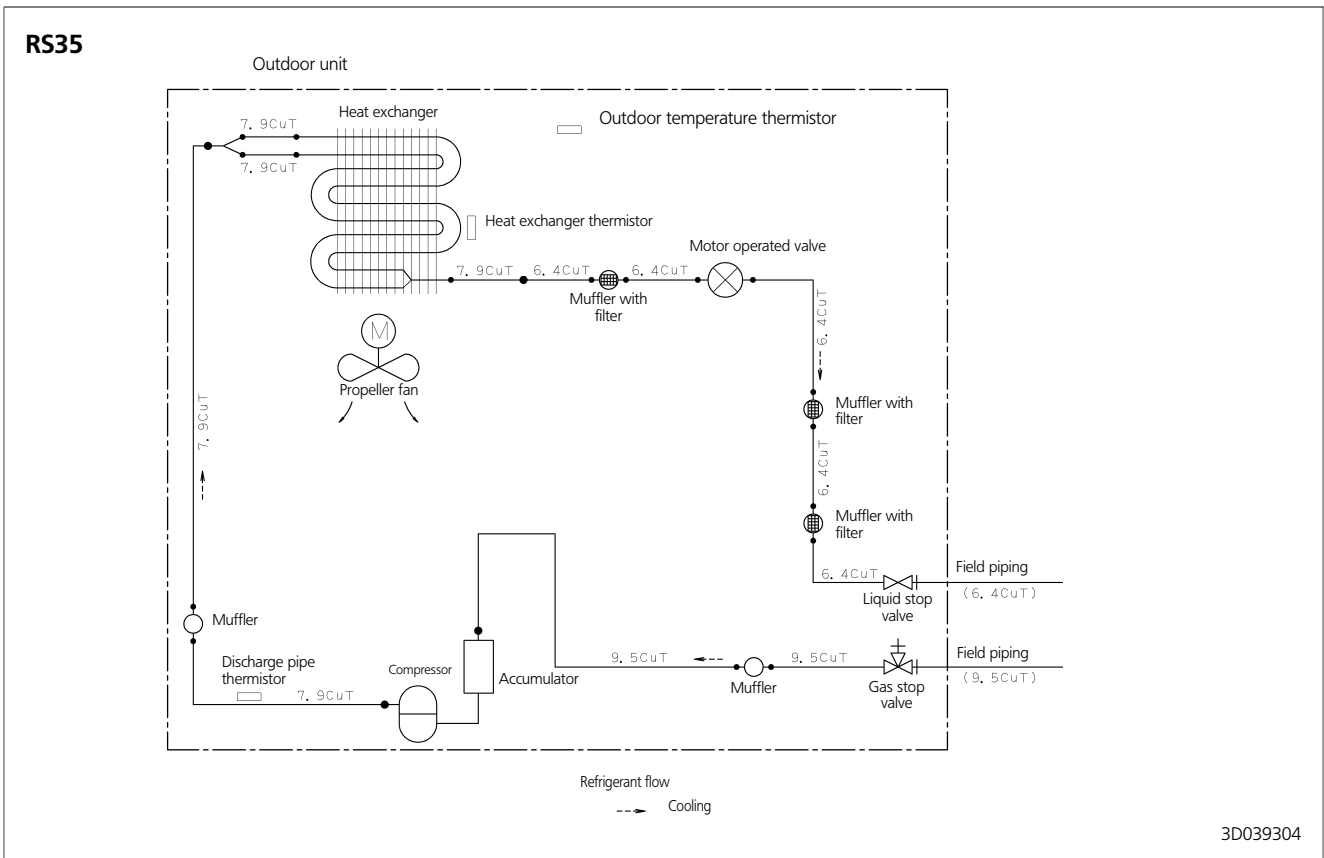 RS35
Outdoor unit
Heat exchanger
Outdoor temperature thermistor
7. 9CuT
7. 9CuT
Heat exchanger thermistor
Motor operated valve
7. 9CuT
6. 4CuT
6. 4CuT
Muffler with
filter
6. 4CuT
M
Propeller fan
Muffler with
filter
7. 9CuT
6. 4CuT
Muffler with
filter
6. 4CuT
Liquid stop
valve
Field piping
(6. 4CuT)
Muffler
Discharge pipe
thermistor
7. 9CuT
Compressor
Accumulator
9. 5CuT
Muffler
9. 5CuT
Gas stop
valve
Field piping
(9. 5CuT)
Refrigerant flow
Cooling
3D039304